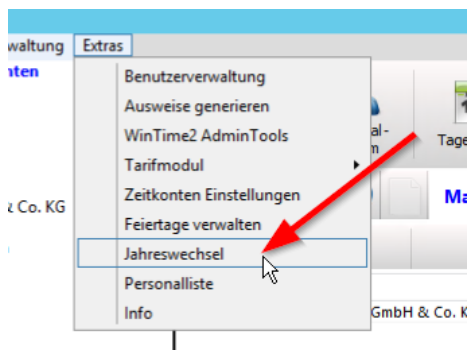 rwaltung Extras
nten
Benutzerverwaltung
Ausweise generieren
WinTime2 AdminTools
Tarifmodul
Zeitkonten Einstellungen
Feiertage verwalten
Jahreswechsel
Personalliste
Info
al-
m
Tage
& Co. KG
Ma
GmbH & Co. K